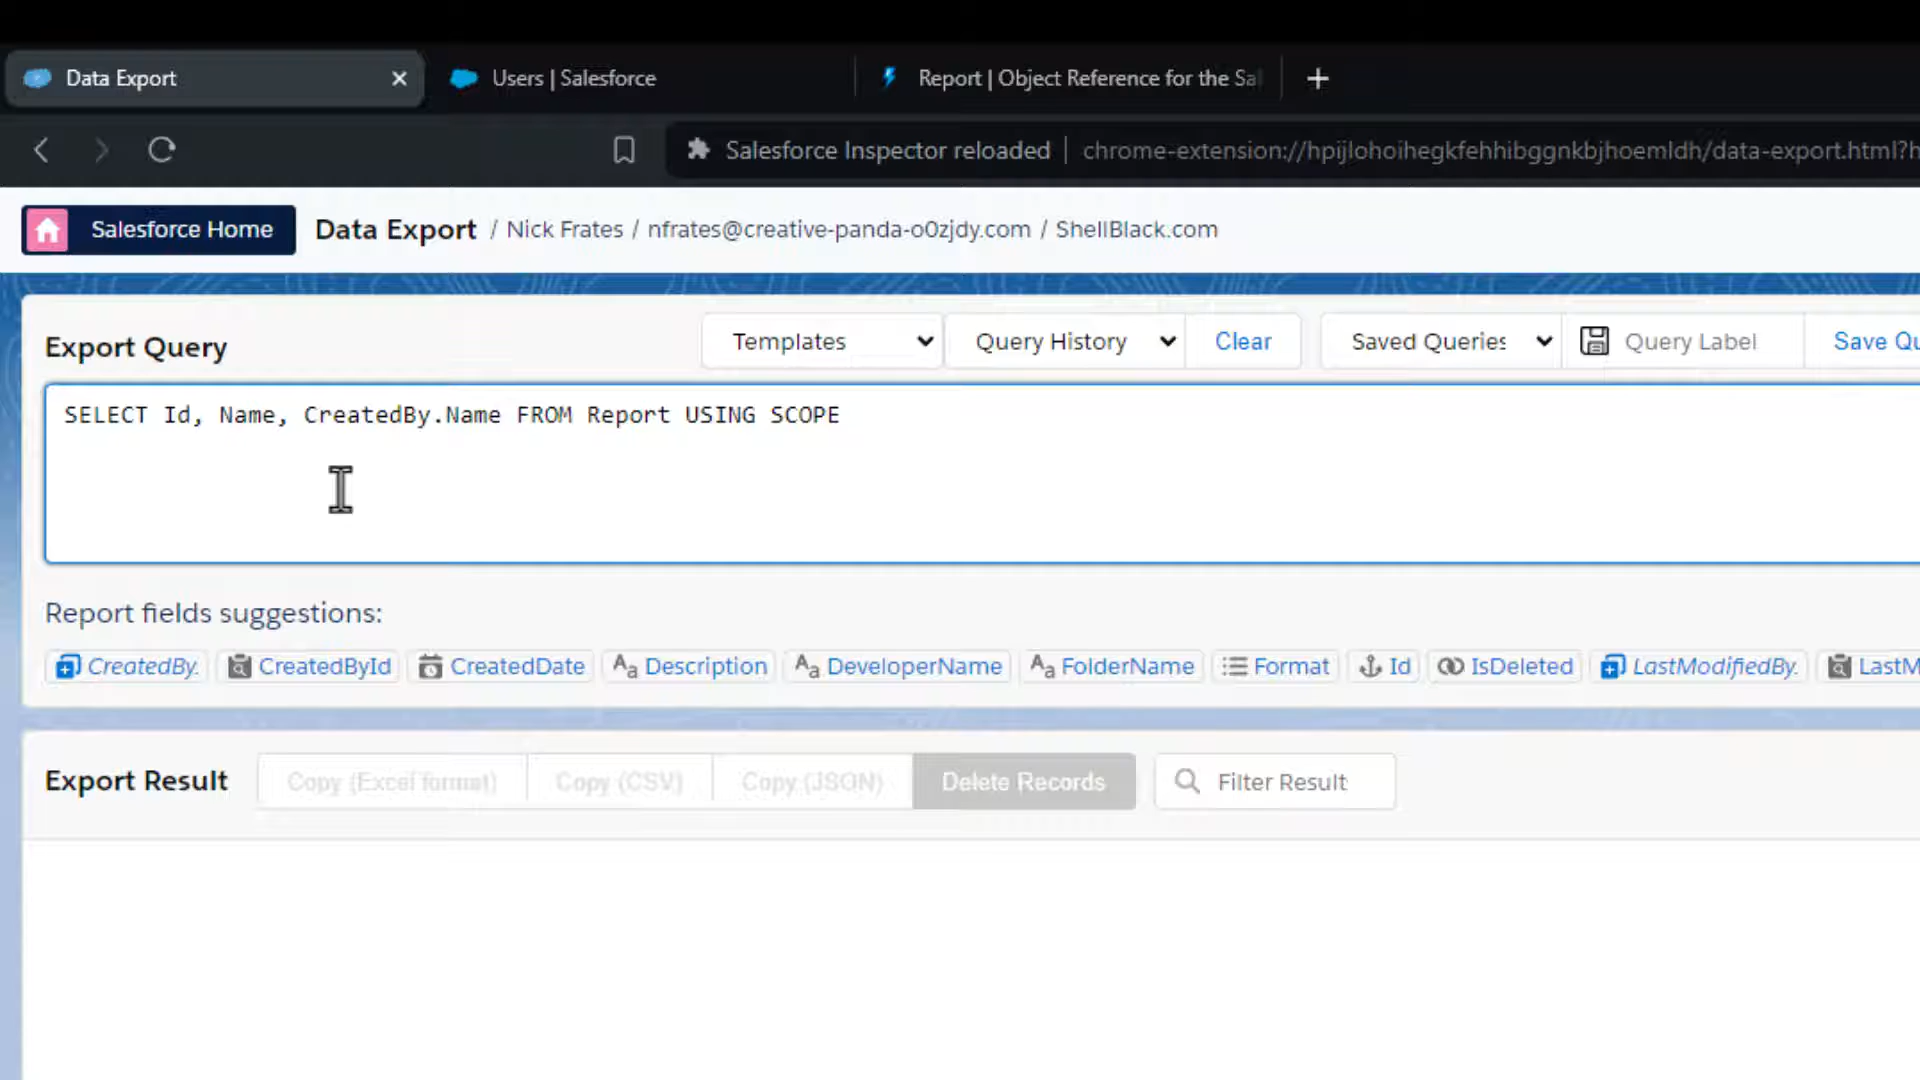 Data Export
Users | Salesforce
Report | Object Reference for the Sal
Salesforce Inspector reloaded | chrome-extension://hpijlohoihegkfehhibggnkbjhoemldh/data-export.html?h
Salesforce Home
Data Export / Nick Frates / nfrates@creative-panda-o0zjdy.com / ShellBlack.com
Export Query
Templates
Query History
Clear
Saved Queries
Query Label
Save Qu
SELECT Id, Name, CreatedBy.Name FROM Report USING SCOPE
Report fields suggestions:
CreatedBy. CreatedById CreatedDate Description DeveloperName FolderName Format Id IsDeleted LastModifiedBy. LastM
Export Result
Copy (Excel format)
Copy (CSV)
Copy (JSON)
Delete Records
Filter Result